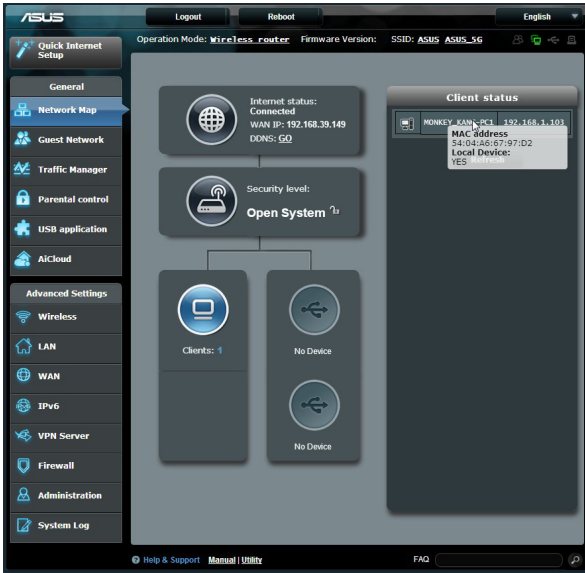 ASUS
Logout Reboot English
Quick Internet
Setup
Operation Mode: Wireless router Firmware Version: SSID: ASUS ASUS_5G
General
Network Map
Guest Network
Traffic Manager
Parental control
USB application
AiCloud
Advanced Settings
Wireless
LAN
WAN
IPv6
VPN Server
Firewall
Administration
System Log
Internet status:
Connected
WAN IP: 192.168.39.149
DDNS: GO
Security level:
Open System
Clients: 1
No Device
No Device
Client status
192.168.1.103
MAC address
54:04:A6:67:97:D2
Local Device:
YES
Refresh
Help & Support Manual | Utility FAQ